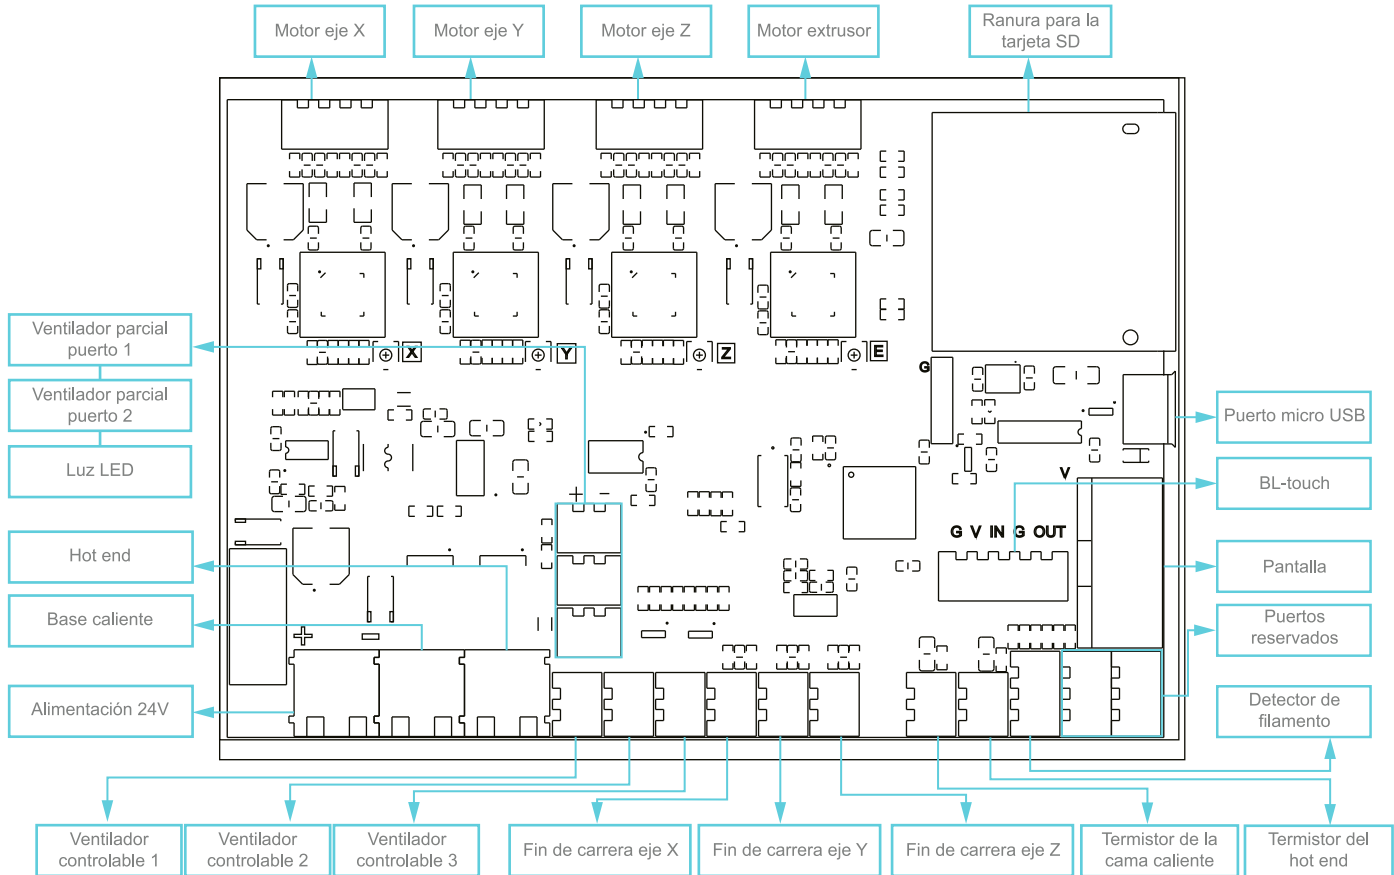 Motor eje X
Motor eje Y
Motor eje Z
Motor extrusor
Ranura para la
tarjeta SD
Ventilador parcial
puerto 1
Ventilador parcial
puerto 2
Luz LED
Hot end
Base caliente
Alimentación 24V
X
Y
Z
E
G
V
+ −
G V IN G OUT
+
Puerto micro USB
BL-touch
Pantalla
Puertos
reservados
Detector de
filamento
Ventilador
controlable 1
Ventilador
controlable 2
Ventilador
controlable 3
Fin de carrera eje X
Fin de carrera eje Y
Fin de carrera eje Z
Termistor de la
cama caliente
Termistor del
hot end